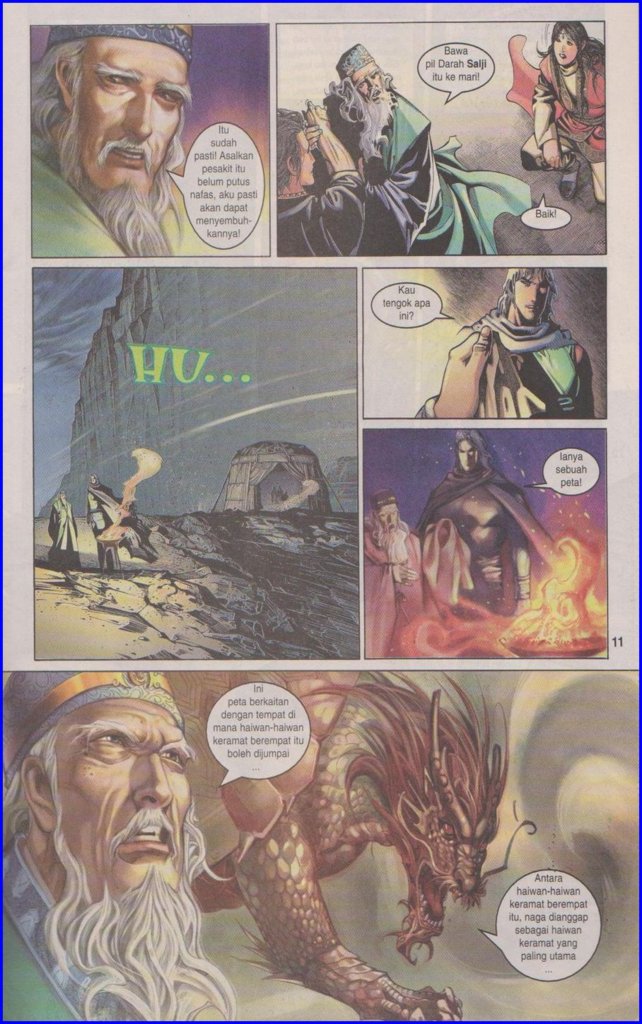 Itu
sudah
pasti! Asalkan
pesakit itu
belum putus
nafas, aku pasti
akan dapat
menyembuh-
kannya!
Bawa
pil Darah Salji
itu ke mari!
Baik!
HU...
Kau
tengok apa
ini?
Ianya
sebuah
peta!
11
Ini
peta berkaitan
dengan tempat di
mana haiwan-haiwan
keramat berempat itu
boleh dijumpai
...
Antara
haiwan-haiwan
keramat berempat
itu, naga dianggap
sebagai haiwan
keramat yang
paling utama
...